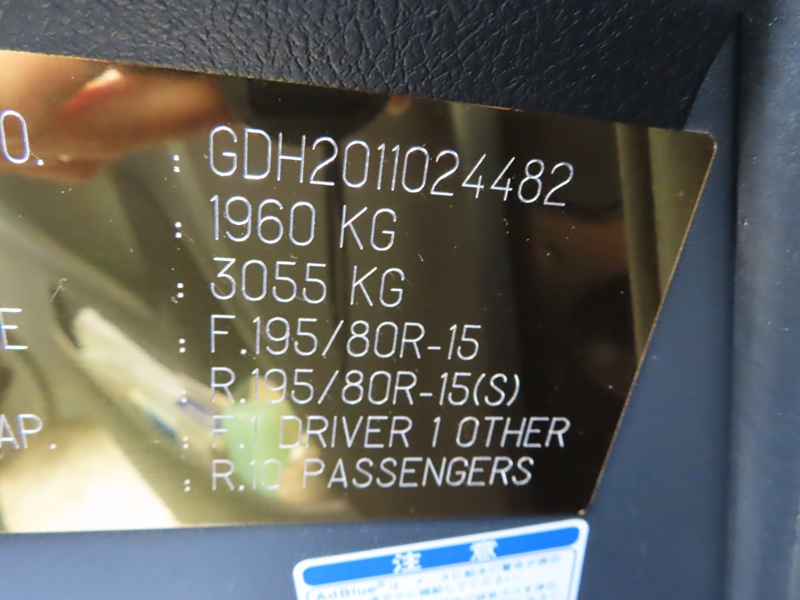 O. : GDH2011024482
: 1960 KG
: 3055 KG
E : F.195/80R-15
: R.195/80R-15(S)
AP. : F.1 DRIVER 1 OTHER
: R.10 PASSENGERS
注 意
AdBlue